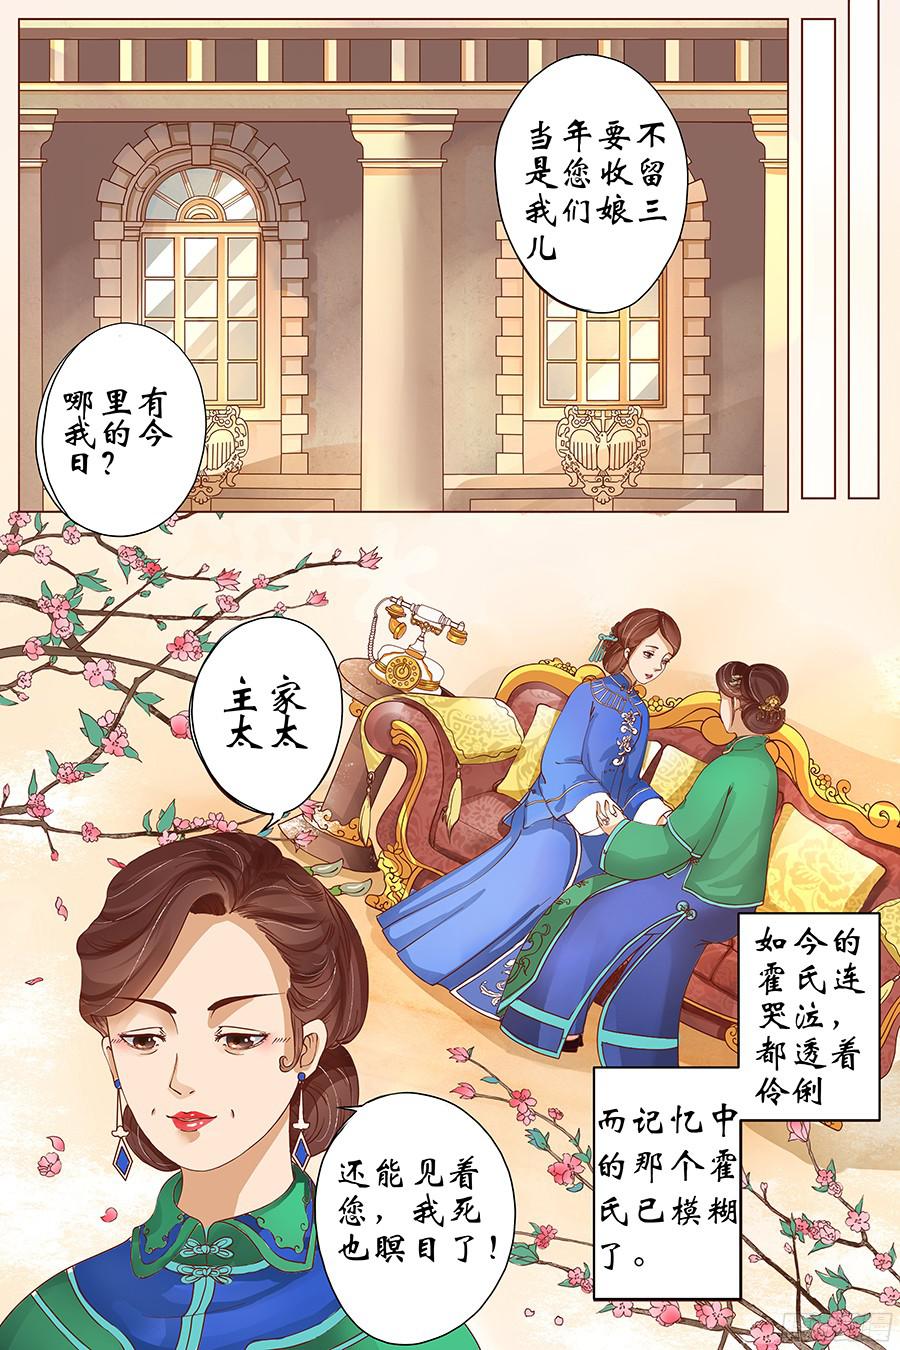 当年要不
是您收留
我们娘三
儿
哪里有
我的今
日？
主家
太太
如今的
霍氏连
哭泣，
都透着
伶俐
而记忆中
的那个霍
氏已模糊
了。
还能见着
您，我死
也瞑目了！